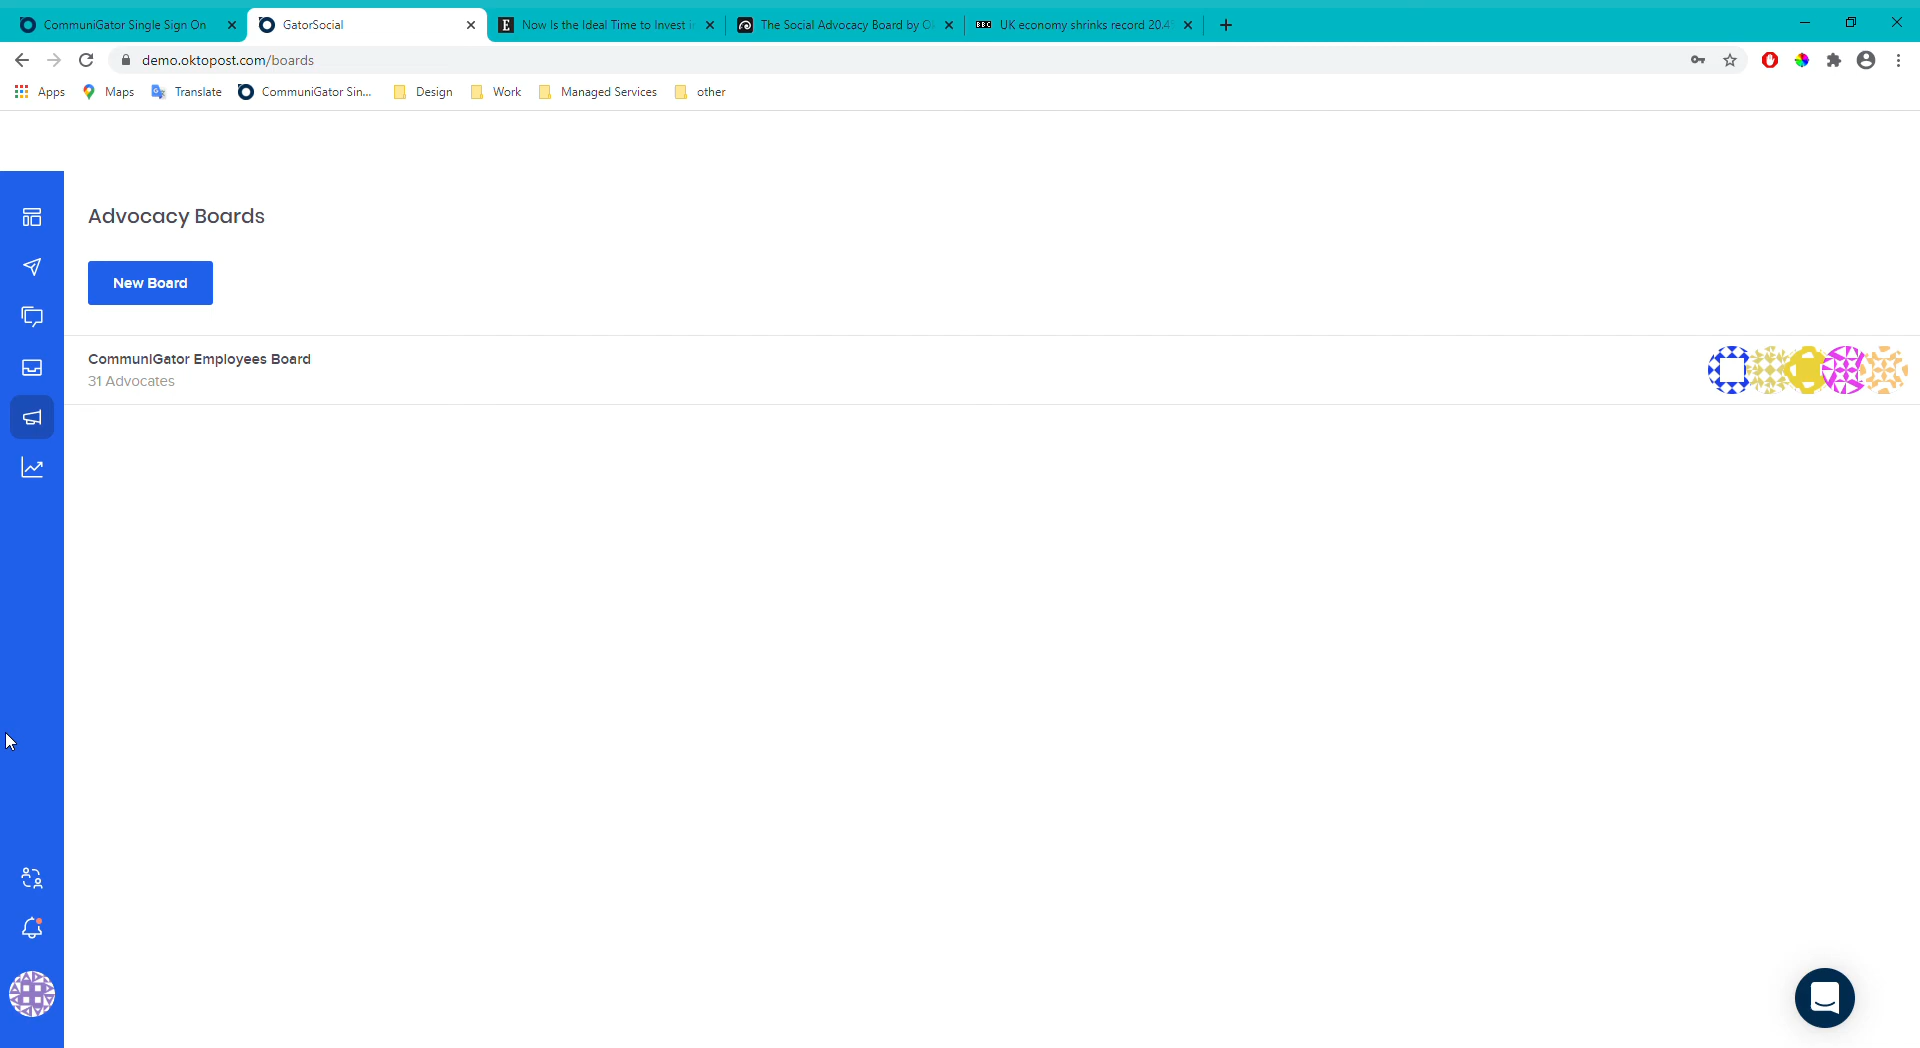 CommuniGator Single Sign On
GatorSocial
Now Is the Ideal Time to Invest i
The Social Advocacy Board by O
BBC
UK economy shrinks record 20.4
demo.oktopost.com/boards
Apps
Maps
Translate
CommuniGator Sin...
Design
Work
Managed Services
other
Advocacy Boards
New Board
CommuniGator Employees Board
31 Advocates